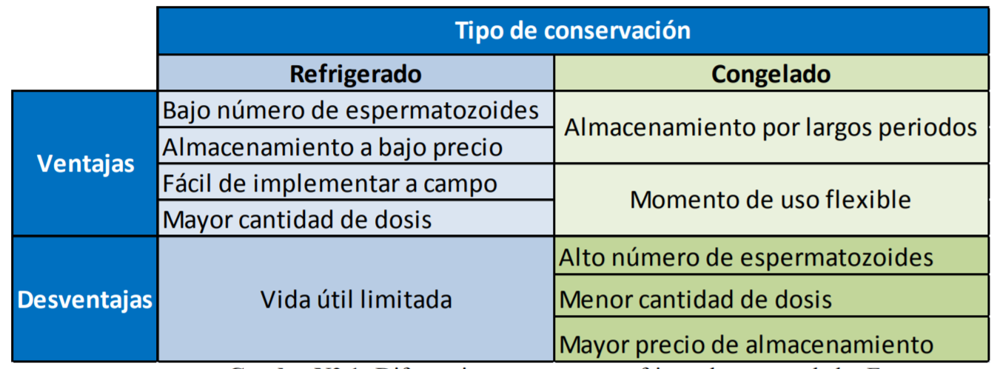 Tipo de conservación
Refrigerado
Congelado
Ventajas
Bajo número de espermatozoides
Almacenamiento a bajo precio
Fácil de implementar a campo
Mayor cantidad de dosis
Almacenamiento por largos periodos
Momento de uso flexible
Desventajas
Vida útil limitada
Alto número de espermatozoides
Menor cantidad de dosis
Mayor precio de almacenamiento